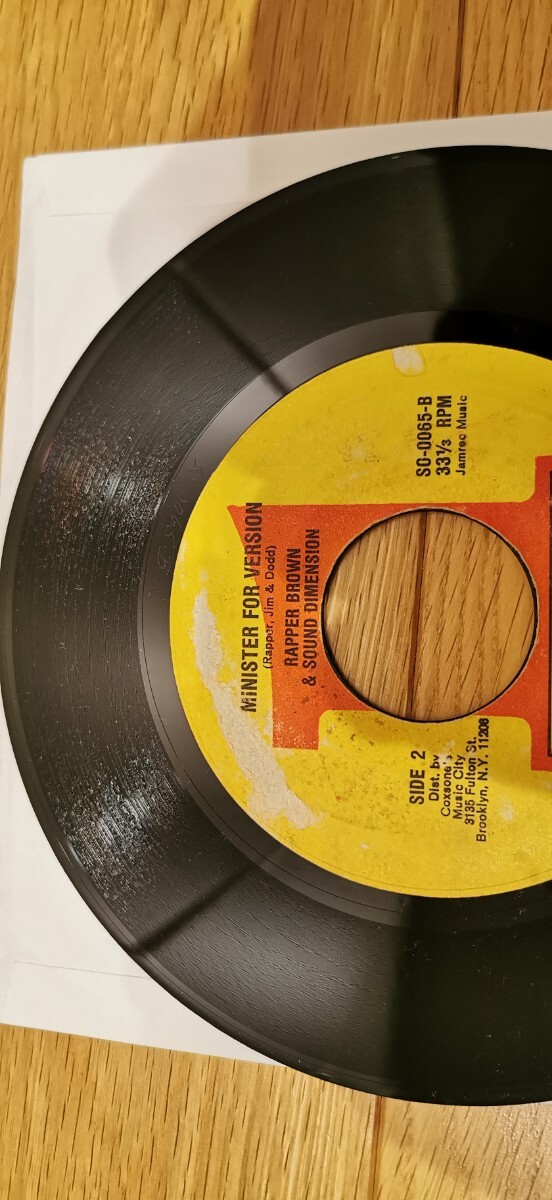 MINISTER FOR VERSION
(Rapper, Jim & Dodd)
RAPPER BROWN
& SOUND DIMENSION
SO-0065-B
33⅓ RPM
Jamrec Music
SIDE 2
Dist. by
Coxsone's
Music City
3135 Fulton St.
Brooklyn, N.Y. 11208